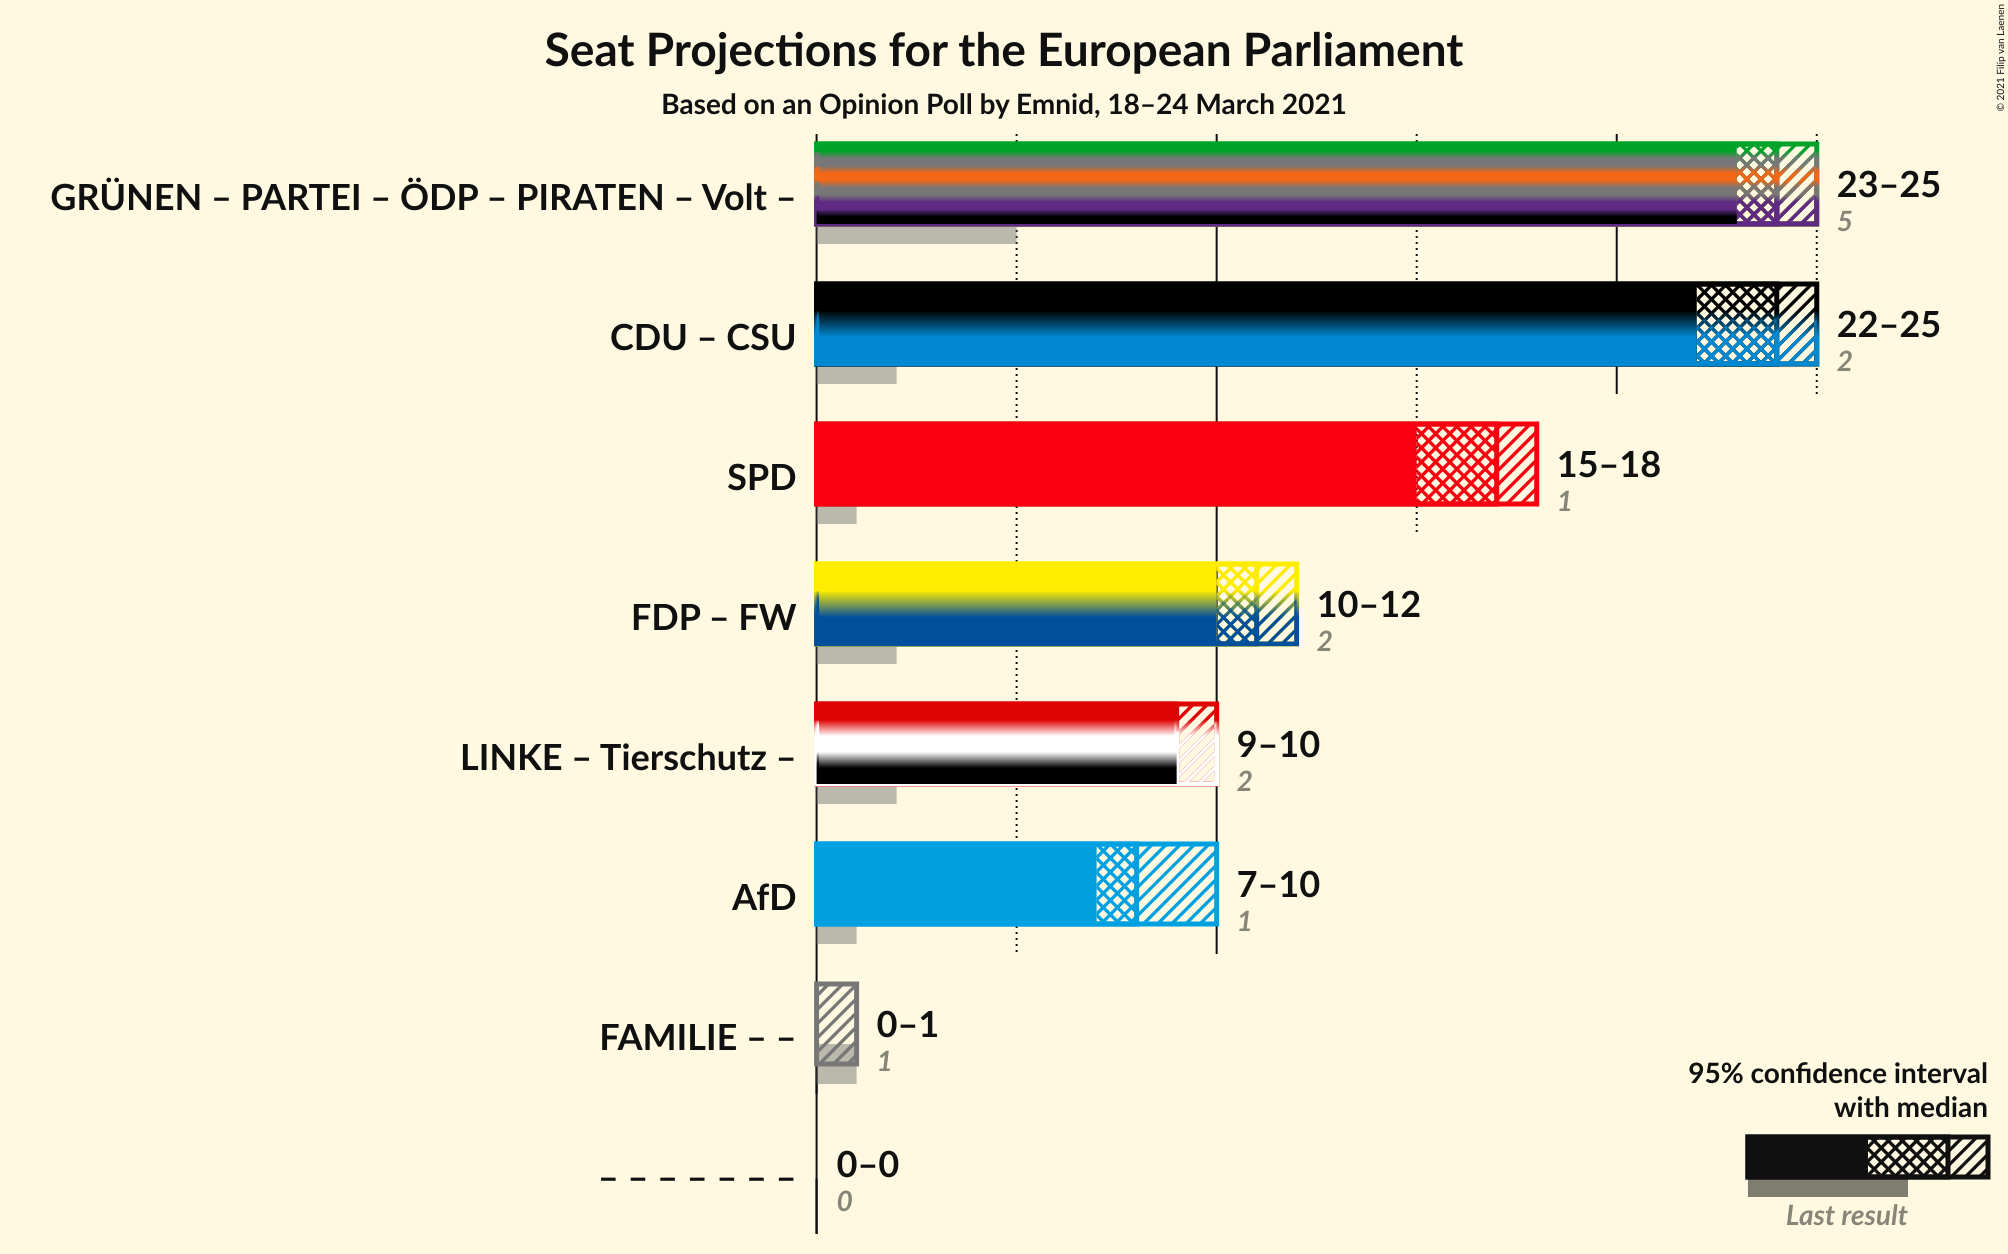 Seat Projections for the European Parliament
Based on an Opinion Poll by Emnid, 18–24 March 2021
© 2021 Filip van Laenen
GRÜNEN – PARTEI – ÖDP – PIRATEN – Volt –
23–25
5
CDU – CSU
22–25
2
SPD
15–18
1
FDP – FW
10–12
2
LINKE – Tierschutz –
9–10
2
AfD
7–10
1
FAMILIE – –
0–1
1
– – – – – – –
0–0
0
95% confidence interval
with median
Last result